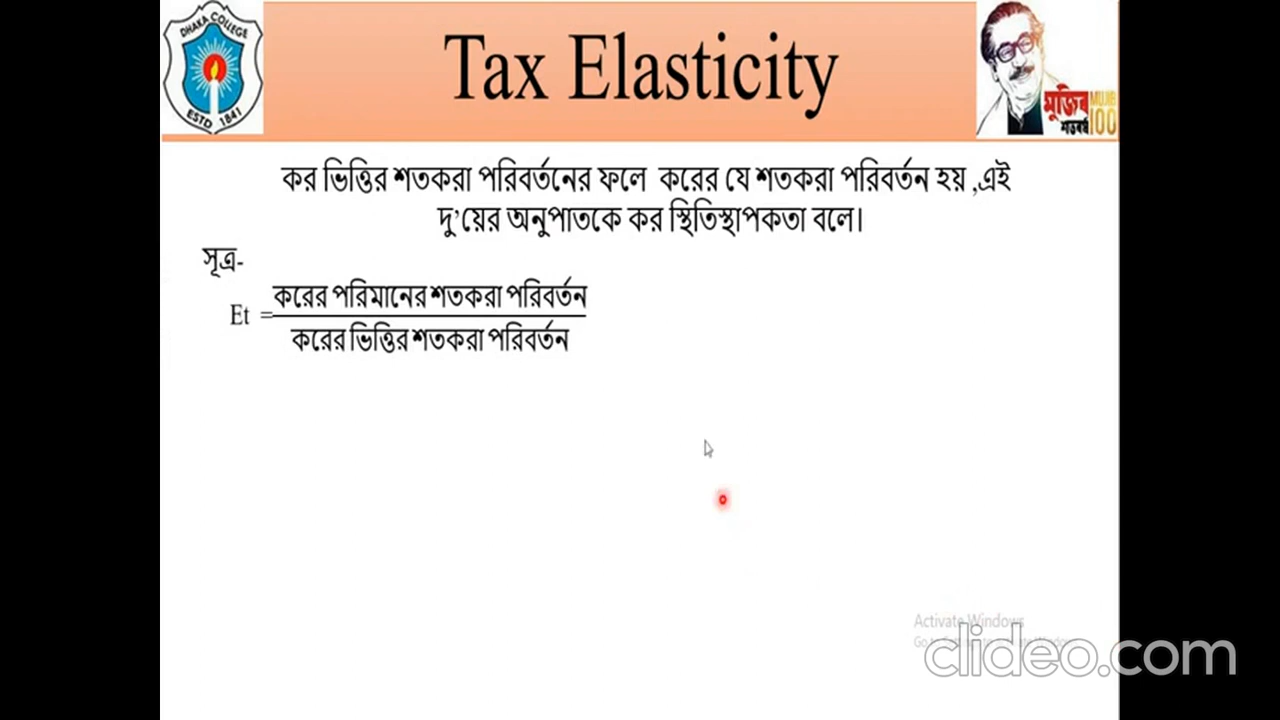 DHAKA COLLEGE
ESTD 1841
Tax Elasticity
মুজিব MUJIB
শতবর্ষ 100
কর ভিত্তির শতকরা পরিবর্তনের ফলে করের যে শতকরা পরিবর্তন হয় ,এই
দু’য়ের অনুপাতকে কর স্থিতিস্থাপকতা বলে।
সূত্র-
করের পরিমানের শতকরা পরিবর্তন
Et =
করের ভিত্তির শতকরা পরিবর্তন
Activate Windows
clideo.com